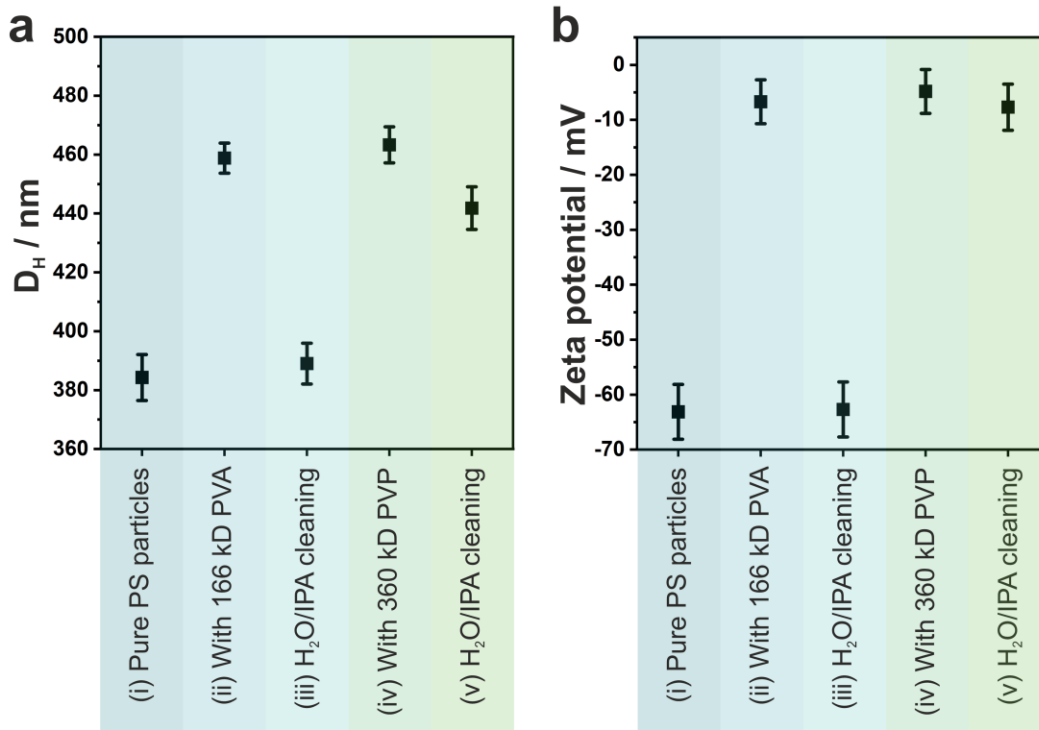 a
500
480
460
440
420
400
380
360
D_H / nm
(i) Pure PS particles
(ii) With 166 kD PVA
(iii) H₂O/IPA cleaning
(iv) With 360 kD PVP
(v) H₂O/IPA cleaning
b
0
-10
-20
-30
-40
-50
-60
-70
Zeta potential / mV
(i) Pure PS particles
(ii) With 166 kD PVA
(iii) H₂O/IPA cleaning
(iv) With 360 kD PVP
(v) H₂O/IPA cleaning